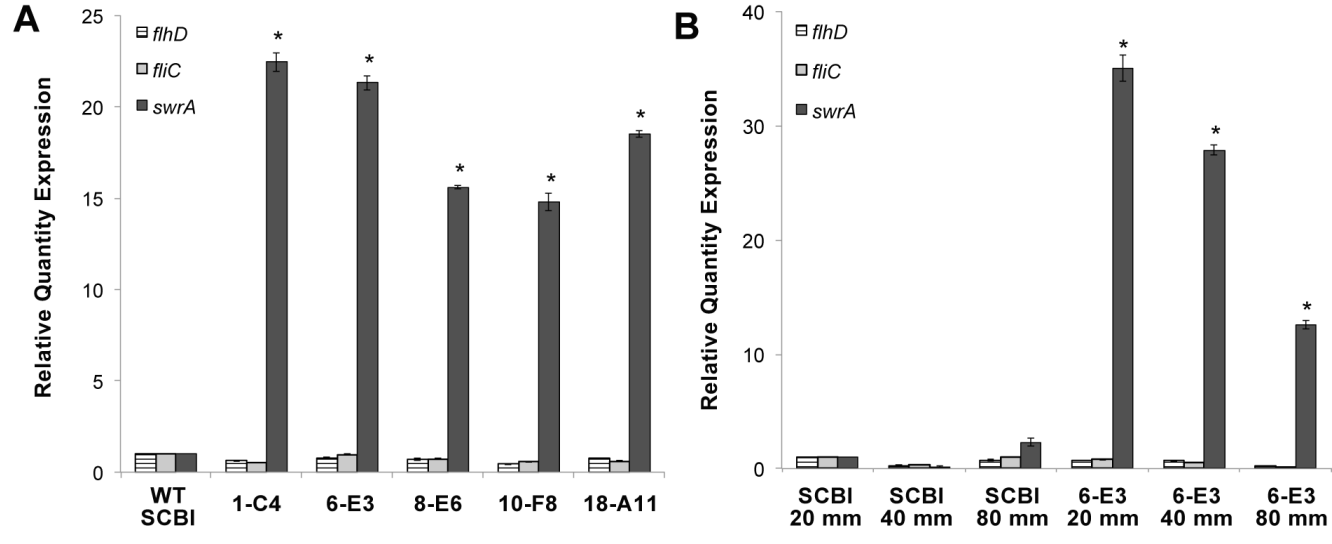 A
Relative Quantity Expression
25
20
15
10
5
0
flhD
fliC
swrA
*
*
*
*
*
WT
SCBI
1-C4
6-E3
8-E6
10-F8
18-A11
B
Relative Quantity Expression
40
30
20
10
0
flhD
fliC
swrA
*
*
*
SCBI
20 mm
SCBI
40 mm
SCBI
80 mm
6-E3
20 mm
6-E3
40 mm
6-E3
80 mm